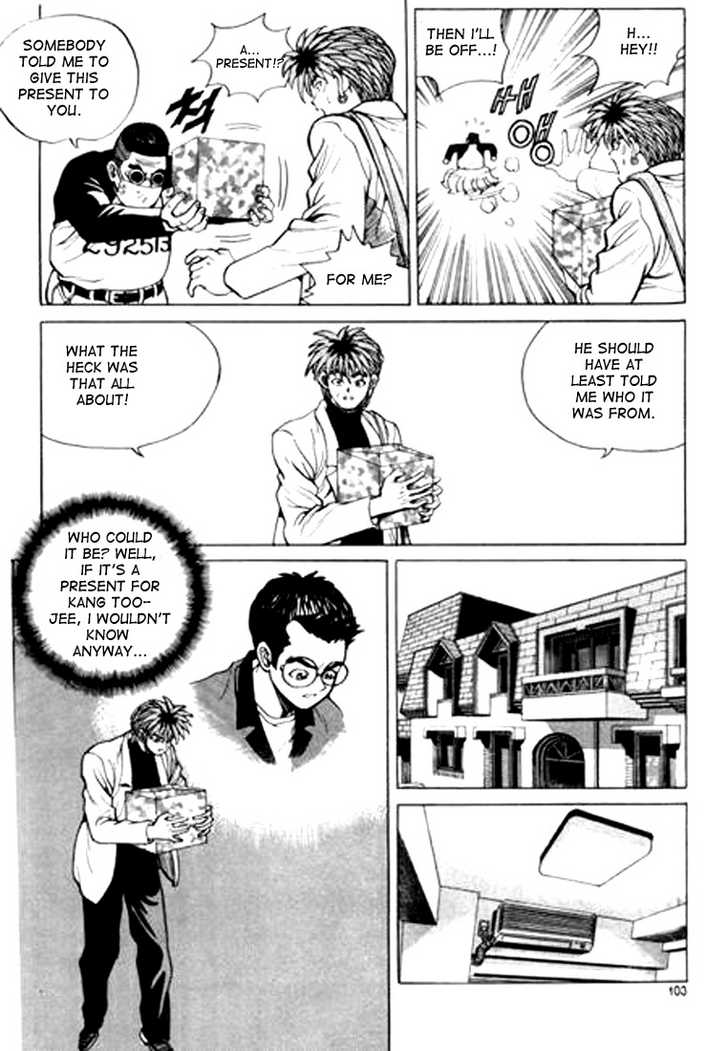 SOMEBODY
TOLD ME TO
GIVE THIS
PRESENT TO
YOU.
A...
PRESENT!?
척
292513
FOR ME?
THEN I'LL
BE OFF...!
H...
HEY!!
WHAT THE
HECK WAS
THAT ALL
ABOUT!
HE SHOULD
HAVE AT
LEAST TOLD
ME WHO IT
WAS FROM.
WHO COULD
IT BE? WELL,
IF IT'S A
PRESENT FOR
KANG TOO-
JEE, I WOULDN'T
KNOW
ANYWAY...
103